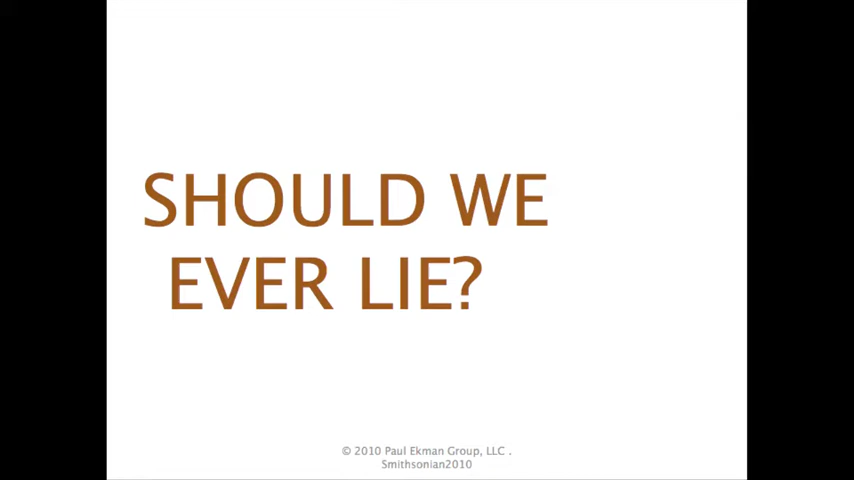 SHOULD WE
EVER LIE?
© 2010 Paul Ekman Group, LLC .
Smithsonian2010